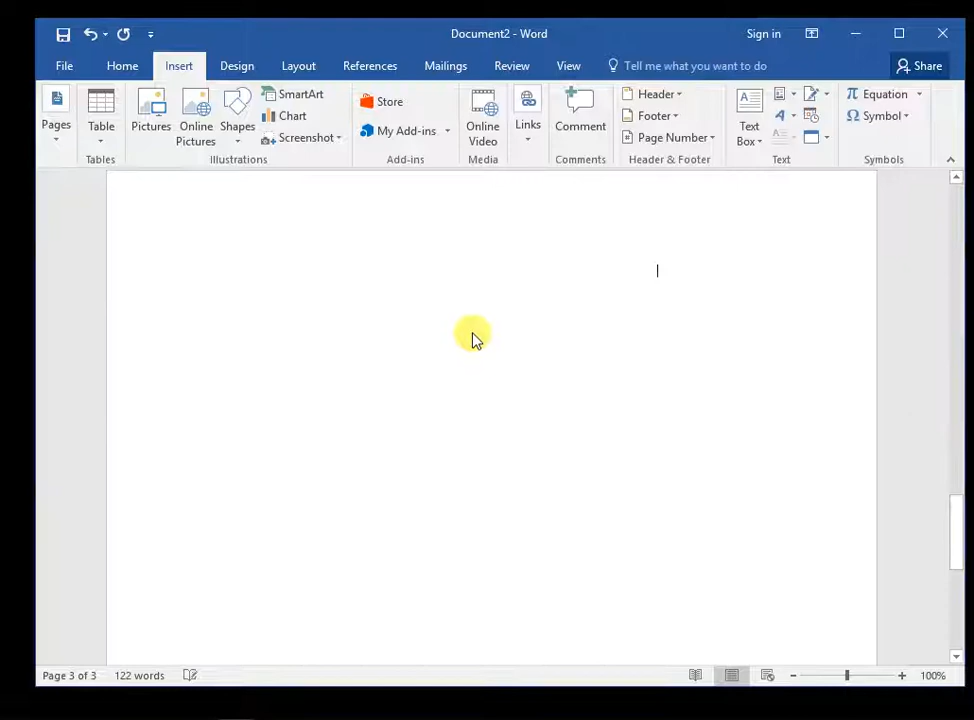 Document2 - Word
Sign in
File Home Insert Design Layout References Mailings Review View Tell me what you want to do Share
Pages
Table
Tables
Pictures
Online Pictures
Shapes
SmartArt
Chart
Screenshot
Illustrations
Store
My Add-ins
Add-ins
Online Video
Media
Links
Comment
Comments
Header
Footer
Page Number
Header & Footer
Text Box
Text
Equation
Symbol
Symbols
Page 3 of 3 122 words 100%